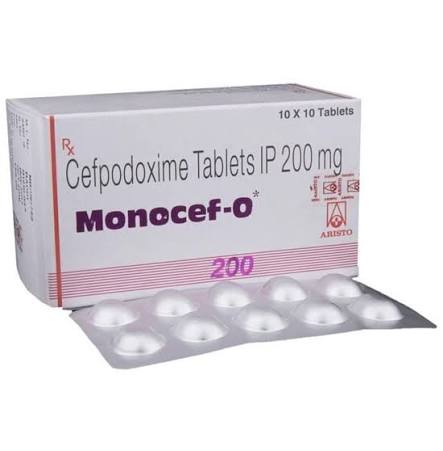 10 X 10 Tablets
Rx
Cefpodoxime Tablets IP 200 mg
Monocef-O*
ARISTO
200